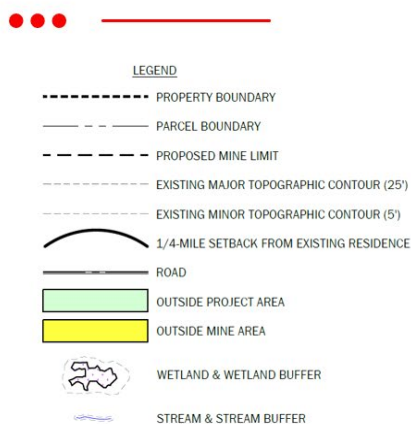 LEGEND
PROPERTY BOUNDARY
PARCEL BOUNDARY
PROPOSED MINE LIMIT
EXISTING MAJOR TOPOGRAPHIC CONTOUR (25')
EXISTING MINOR TOPOGRAPHIC CONTOUR (5')
1/4-MILE SETBACK FROM EXISTING RESIDENCE
ROAD
OUTSIDE PROJECT AREA
OUTSIDE MINE AREA
WETLAND & WETLAND BUFFER
STREAM & STREAM BUFFER